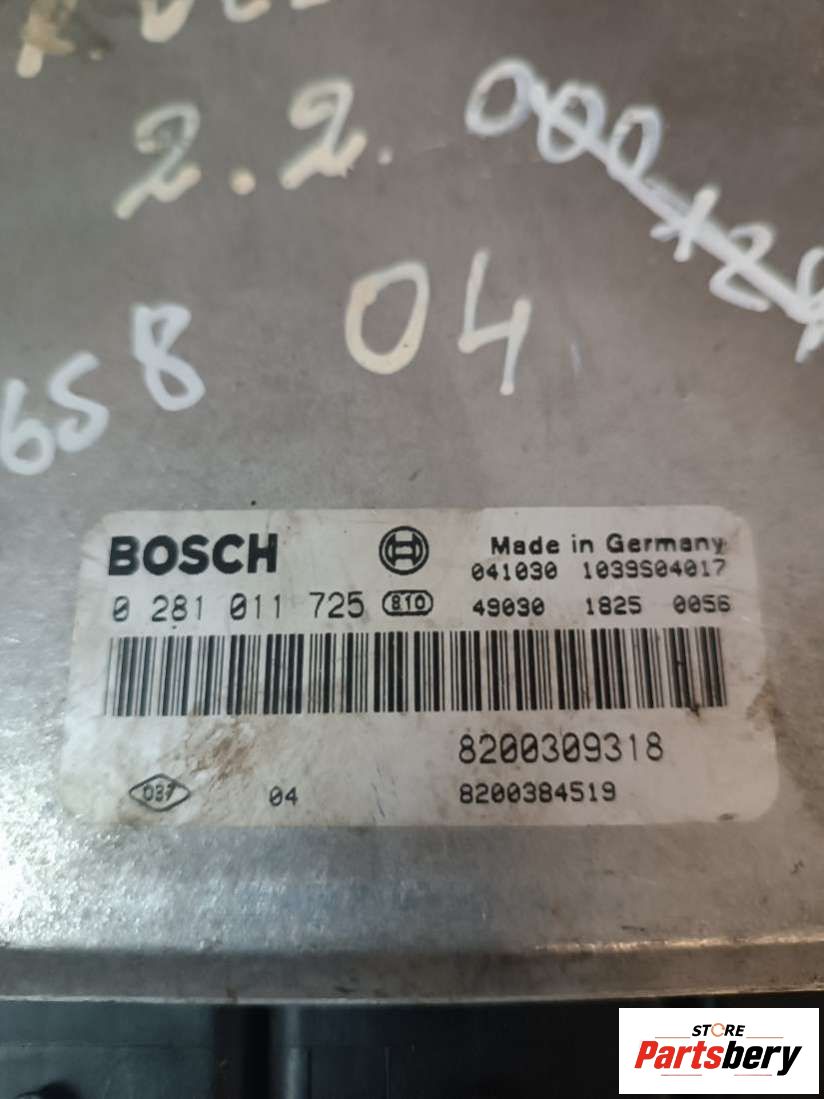 2.2.
04
658
BOSCH
Made in Germany
041030 1039S04017
0 281 011 725 810 49030 1825 0056
8200309318
037 04 8200384519
STORE
Partsbery